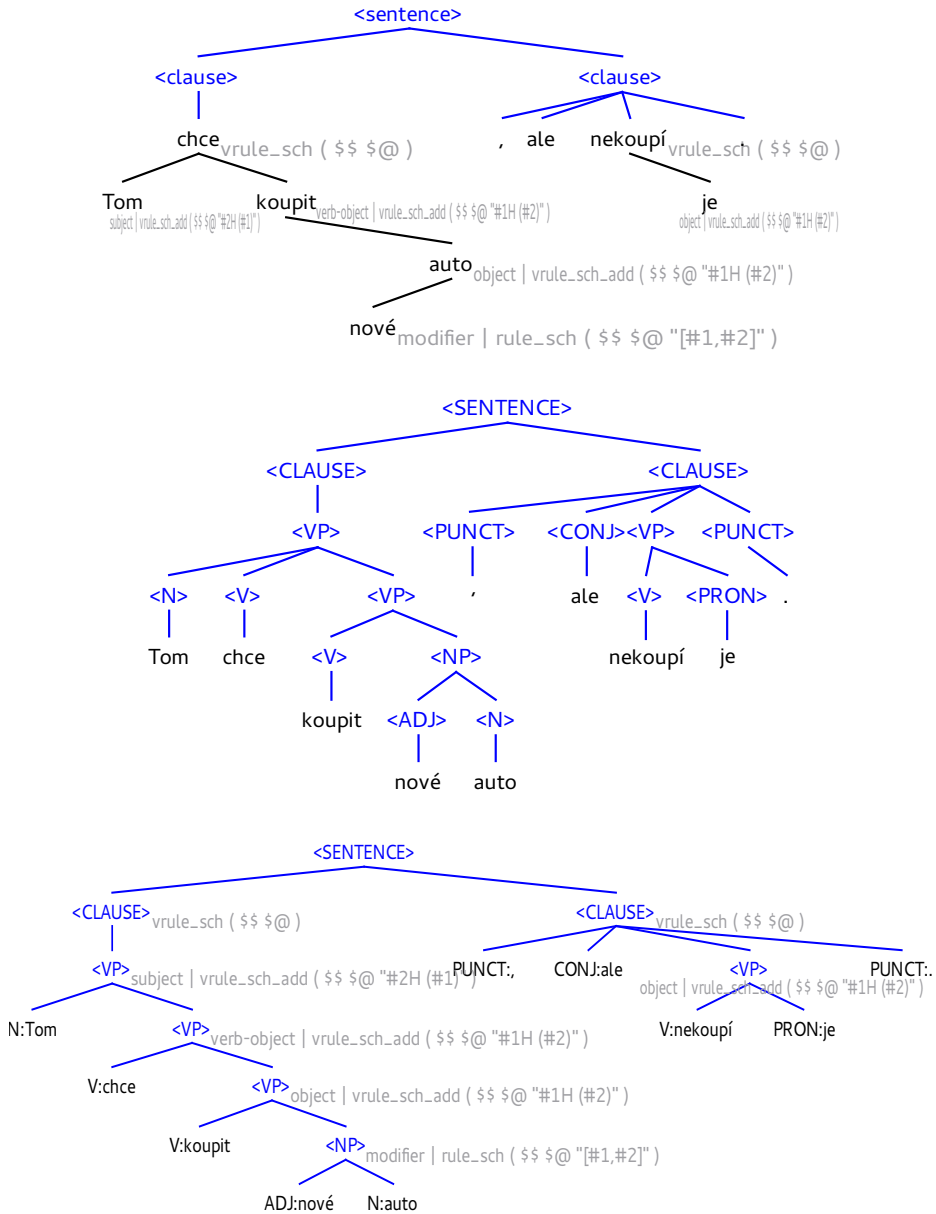 <sentence>
<clause> <clause>
chce vrule_sch ( $$ $@ ) , ale nekoupí vrule_sch ( $$ $@ ) .
Tom koupit verb-object | vrule_sch_add ( $$ $@ "#1H (#2)" ) je
subject | vrule_sch_add ( $$ $@ "#2H (#1)" ) object | vrule_sch_add ( $$ $@ "#1H (#2)" )
auto object | vrule_sch_add ( $$ $@ "#1H (#2)" )
nové modifier | rule_sch ( $$ $@ "[#1,#2]" )
<SENTENCE>
<CLAUSE> <CLAUSE>
<VP> <PUNCT> <CONJ> <VP> <PUNCT>
<N> <V> <VP> , ale <V> <PRON> .
Tom chce <V> <NP> nekoupí je
koupit <ADJ> <N>
nové auto
<SENTENCE>
<CLAUSE> vrule_sch ( $$ $@ ) <CLAUSE> vrule_sch ( $$ $@ )
<VP> subject | vrule_sch_add ( $$ $@ "#2H (#1)" ) PUNCT:, CONJ:ale <VP> PUNCT:.
object | vrule_sch_add ( $$ $@ "#1H (#2)" )
N:Tom <VP> verb-object | vrule_sch_add ( $$ $@ "#1H (#2)" ) V:nekoupí PRON:je
V:chce <VP> object | vrule_sch_add ( $$ $@ "#1H (#2)" )
V:koupit <NP> modifier | rule_sch ( $$ $@ "[#1,#2]" )
ADJ:nové N:auto